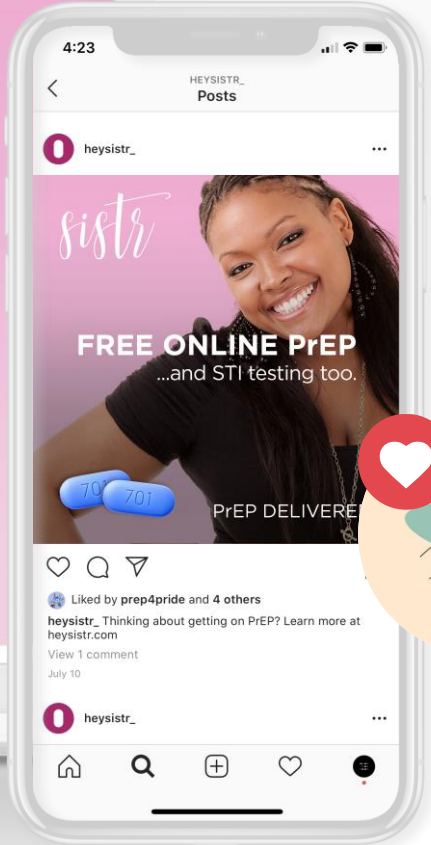 4:23
HEYSISTR_
Posts
heysistr_
sistr
FREE ONLINE PrEP
...and STI testing too.
701 701
PrEP DELIVERE
Liked by prep4pride and 4 others
heysistr_ Thinking about getting on PrEP? Learn more at
heysistr.com
View 1 comment
July 10
heysistr_